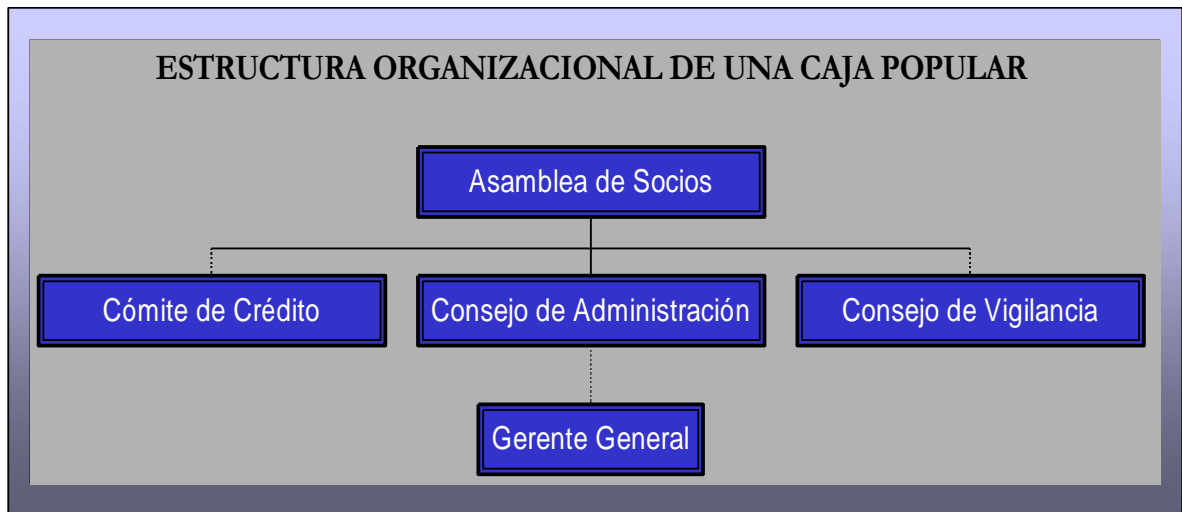 ESTRUCTURA ORGANIZACIONAL DE UNA CAJA POPULAR
Asamblea de Socios
Cómite de Crédito
Consejo de Administración
Consejo de Vigilancia
Gerente General